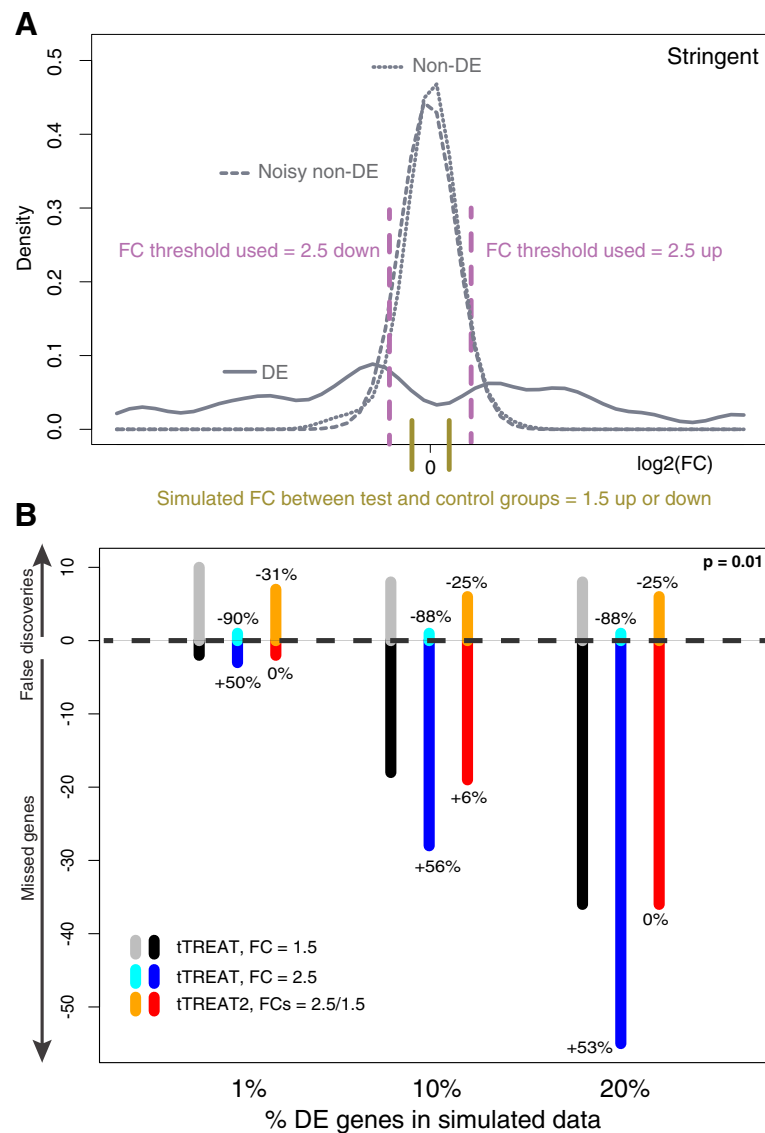 A
Stringent
Non-DE
Noisy non-DE
FC threshold used = 2.5 down
FC threshold used = 2.5 up
DE
Density
0.5
0.4
0.3
0.2
0.1
0.0
0
log2(FC)
Simulated FC between test and control groups = 1.5 up or down
B
p = 0.01
False discoveries
Missed genes
10
0
-10
-20
-30
-40
-50
-90%
-31%
+50%
0%
-88%
-25%
+56%
+6%
-88%
-25%
+53%
0%
tTREAT, FC = 1.5
tTREAT, FC = 2.5
tTREAT2, FCs = 2.5/1.5
1%
10%
20%
% DE genes in simulated data